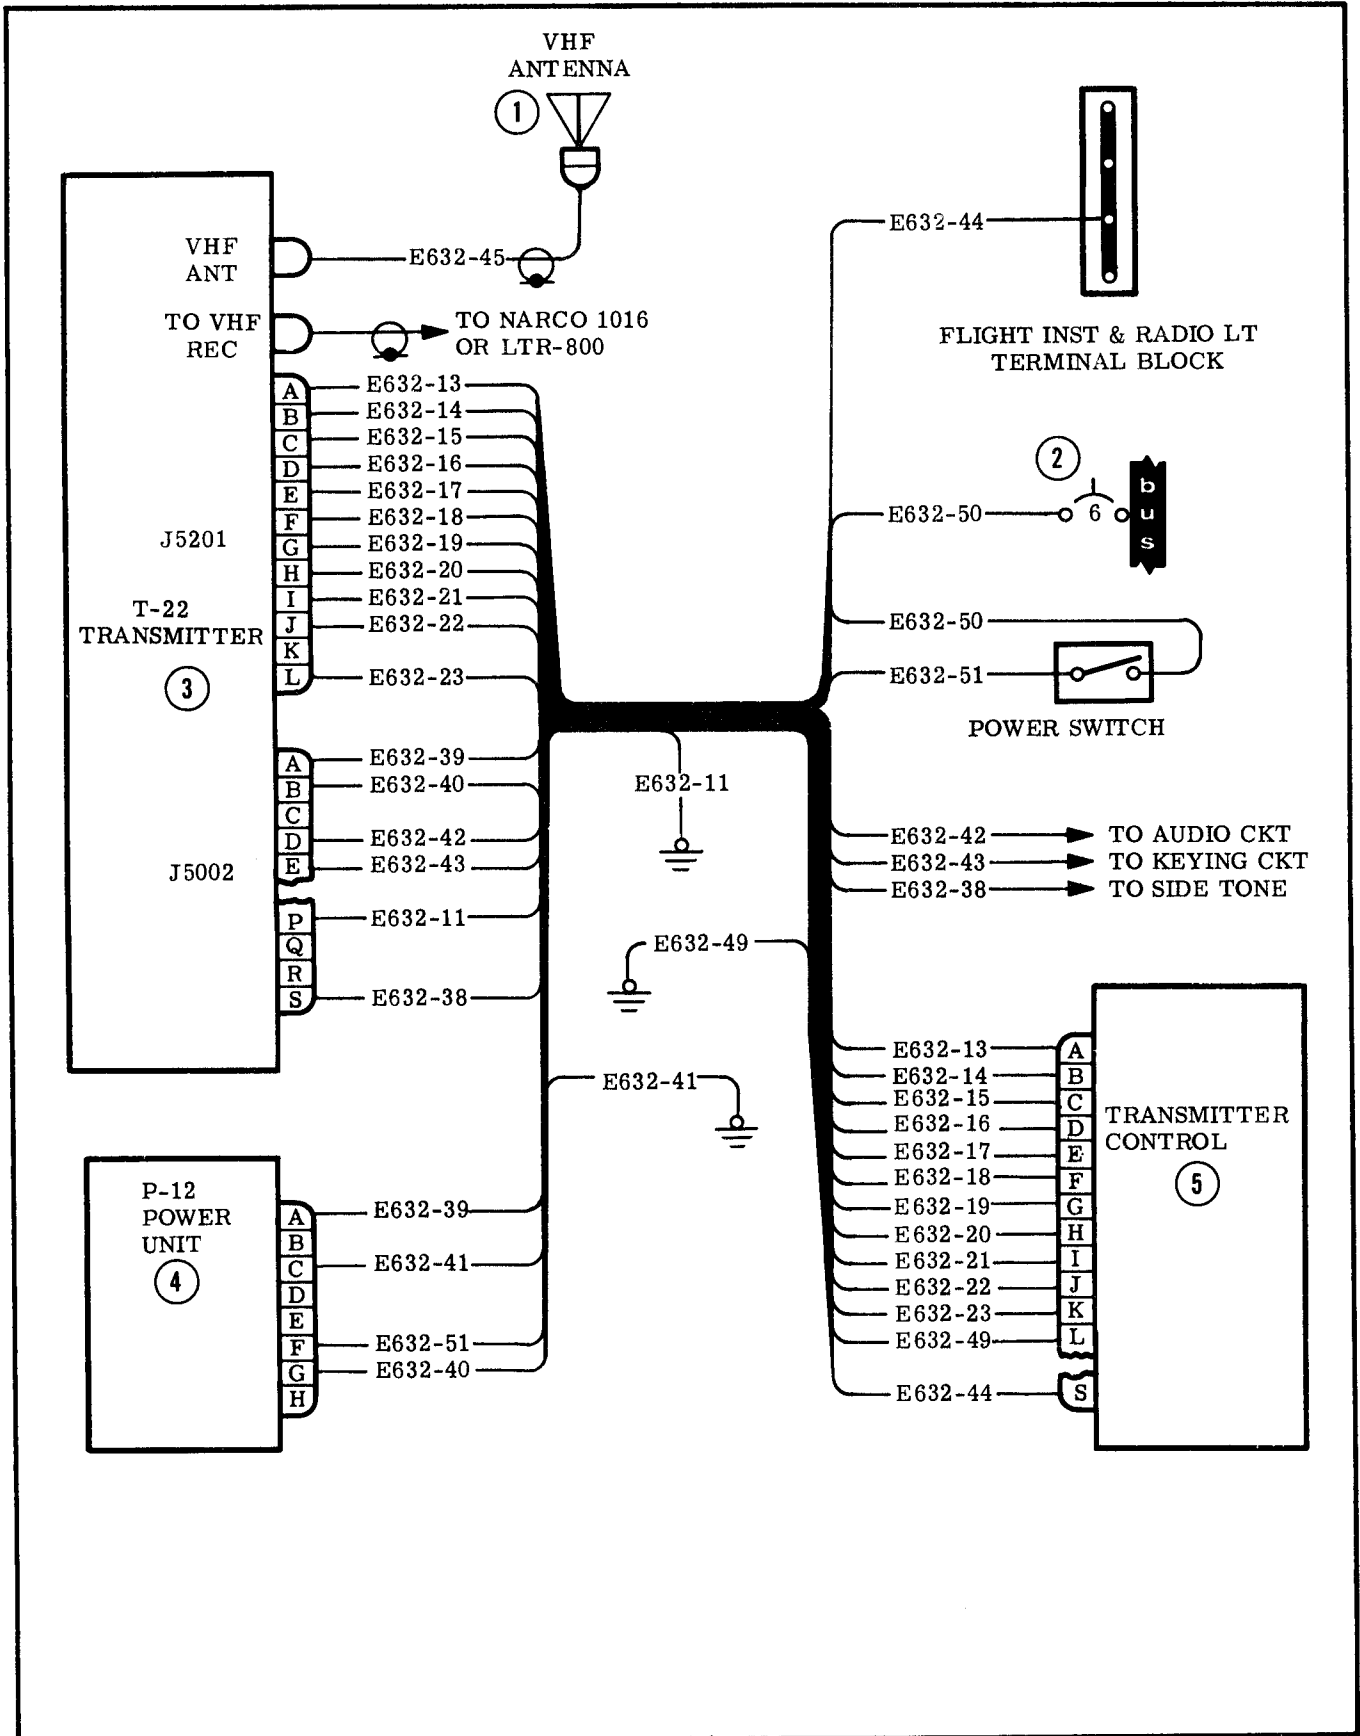 VHF
ANTENNA
1
VHF
ANT
E632-45
E632-44
TO VHF
REC
TO NARCO 1016
OR LTR-800
FLIGHT INST & RADIO LT
TERMINAL BLOCK
A E632-13
B E632-14
C E632-15
D E632-16
E E632-17
F E632-18
G E632-19
H E632-20
I E632-21
J E632-22
K
L E632-23
J5201
T-22
TRANSMITTER
3
2
E632-50
6
bus
E632-50
E632-51
POWER SWITCH
A E632-39
B E632-40
C
D E632-42
E E632-43
J5002
P E632-11
Q
R
S E632-38
E632-11
E632-42 TO AUDIO CKT
E632-43 TO KEYING CKT
E632-38 TO SIDE TONE
E632-49
E632-41
P-12
POWER
UNIT
4
A E632-39
B
C E632-41
D
E
F E632-51
G E632-40
H
E632-13 A
E632-14 B
E632-15 C
E632-16 D
E632-17 E
E632-18 F
E632-19 G
E632-20 H
E632-21 I
E632-22 J
E632-23 K
E632-49 L
E632-44 S
TRANSMITTER
CONTROL
5